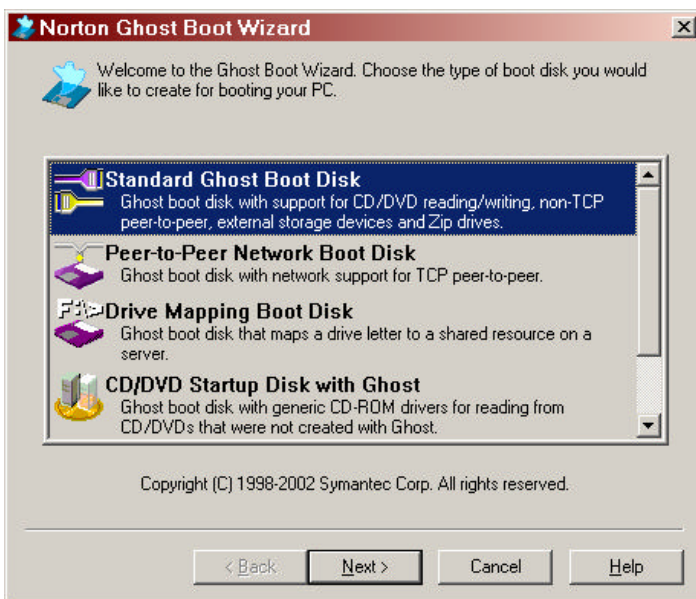 Norton Ghost Boot Wizard
Welcome to the Ghost Boot Wizard. Choose the type of boot disk you would
like to create for booting your PC.
Standard Ghost Boot Disk
Ghost boot disk with support for CD/DVD reading/writing, non-TCP
peer-to-peer, external storage devices and Zip drives.
Peer-to-Peer Network Boot Disk
Ghost boot disk with network support for TCP peer-to-peer.
F:\>
Drive Mapping Boot Disk
Ghost boot disk that maps a drive letter to a shared resource on a
server.
CD/DVD Startup Disk with Ghost
Ghost boot disk with generic CD-ROM drivers for reading from
CD/DVDs that were not created with Ghost.
Copyright (C) 1998-2002 Symantec Corp. All rights reserved.
< Back
Next >
Cancel
Help